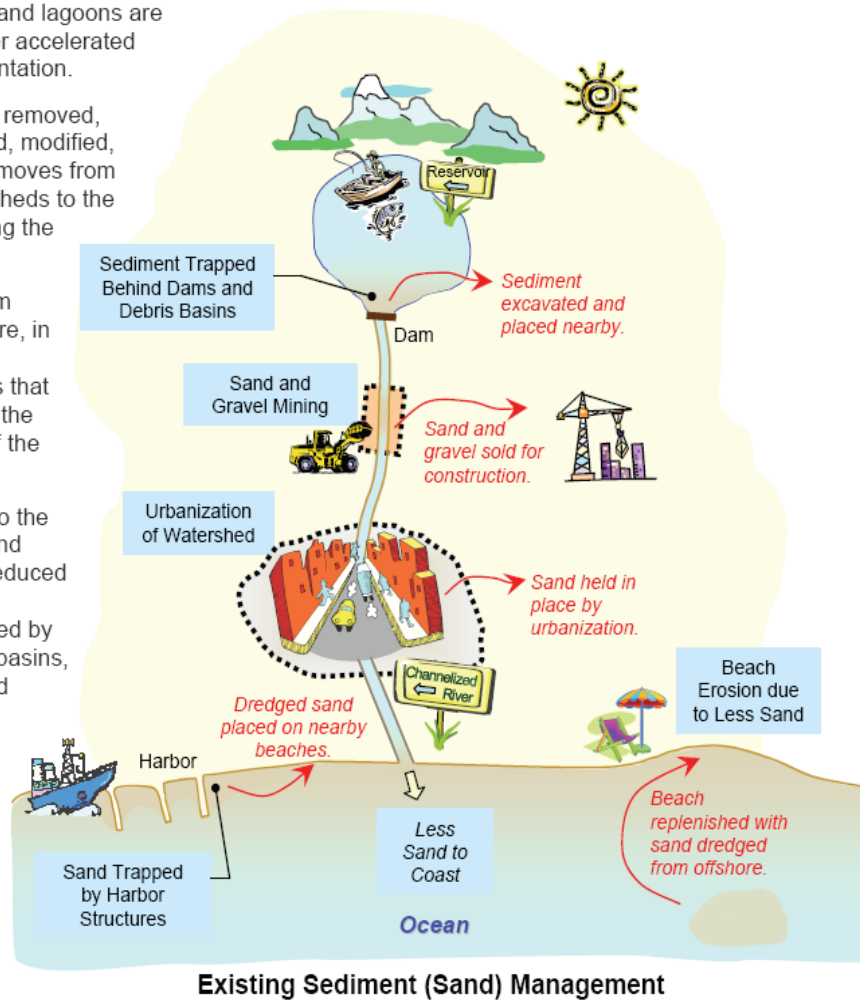 and lagoons are
r accelerated
ntation.
removed,
d, modified,
moves from
heds to the
ng the
m
re, in
s that
the
f the
o the
nd
educed
ed by
basins,
d
Reservoir
Sediment Trapped
Behind Dams and
Debris Basins
Sediment
excavated and
placed nearby.
Dam
Sand and
Gravel Mining
Sand and
gravel sold for
construction.
Urbanization
of Watershed
Sand held in
place by
urbanization.
Channelized
River
Beach
Erosion due
to Less Sand
Dredged sand
placed on nearby
beaches.
Harbor
Less
Sand to
Coast
Beach
replenished with
sand dredged
from offshore.
Sand Trapped
by Harbor
Structures
Ocean
Existing Sediment (Sand) Management